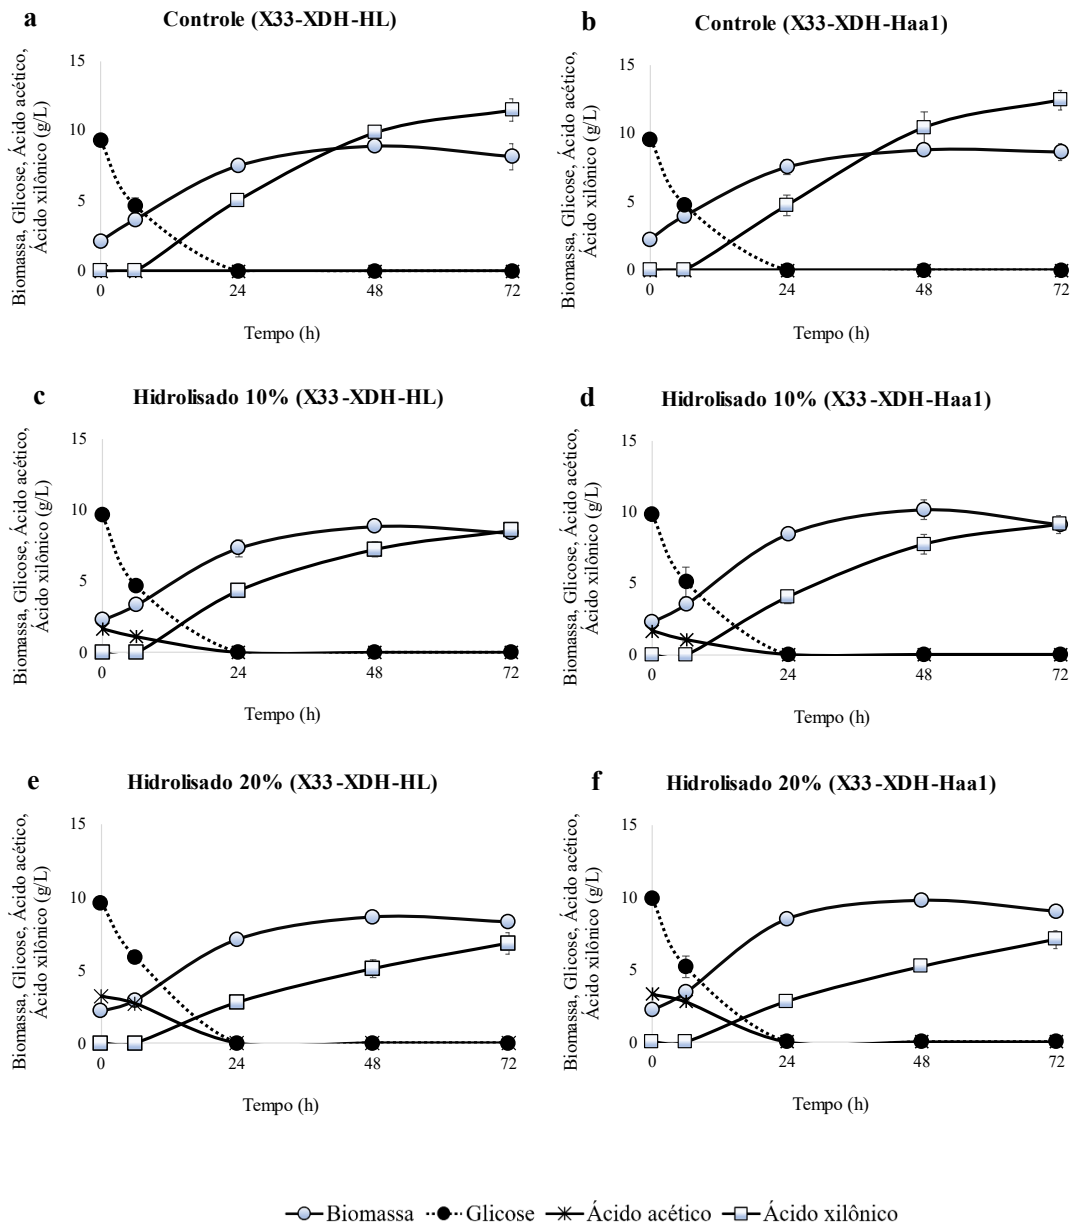 a
Controle (X33-XDH-HL)
Biomassa, Glicose, Ácido acético,
Ácido xilônico (g/L)
15
10
5
0
0 24 48 72
Tempo (h)
b
Controle (X33-XDH-Haa1)
Biomassa, Glicose, Ácido acético,
Ácido xilônico (g/L)
15
10
5
0
0 24 48 72
Tempo (h)
c
Hidrolisado 10% (X33-XDH-HL)
Biomassa, Glicose, Ácido acético,
Ácido xilônico (g/L)
15
10
5
0
0 24 48 72
Tempo (h)
d
Hidrolisado 10% (X33-XDH-Haa1)
Biomassa, Glicose, Ácido acético,
Ácido xilônico (g/L)
15
10
5
0
0 24 48 72
Tempo (h)
e
Hidrolisado 20% (X33-XDH-HL)
Biomassa, Glicose, Ácido acético,
Ácido xilônico (g/L)
15
10
5
0
0 24 48 72
Tempo (h)
f
Hidrolisado 20% (X33-XDH-Haa1)
Biomassa, Glicose, Ácido acético,
Ácido xilônico (g/L)
15
10
5
0
0 24 48 72
Tempo (h)
Biomassa Glicose Ácido acético Ácido xilônico